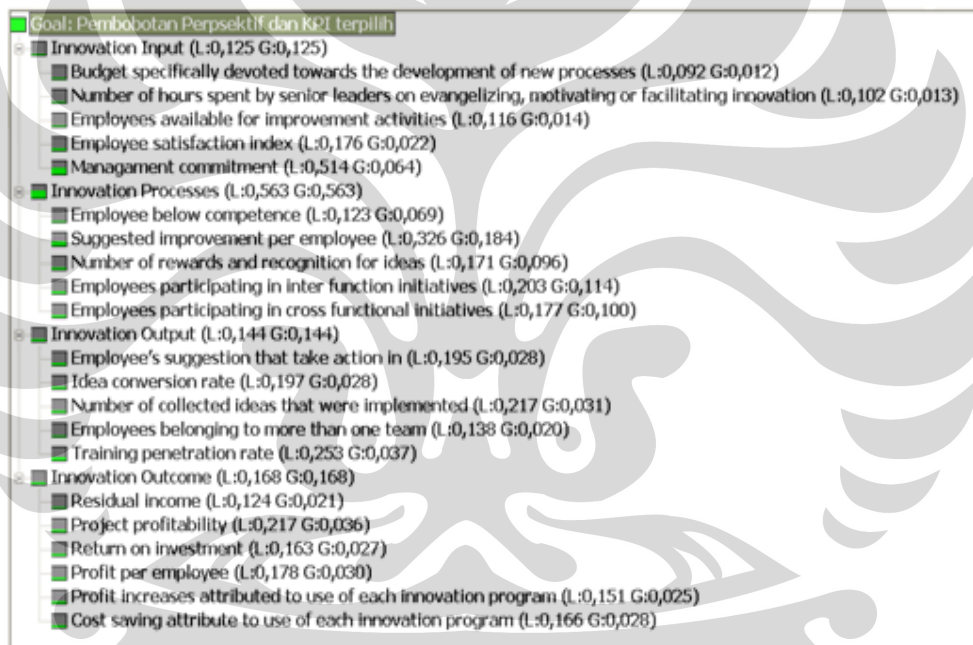 Goal: Pembobotan Perpsektif dan KPI terpilih
Innovation Input (L:0,125 G:0,125)
Budget specifically devoted towards the development of new processes (L:0,092 G:0,012)
Number of hours spent by senior leaders on evangelizing, motivating or facilitating innovation (L:0,102 G:0,013)
Employees available for improvement activities (L:0,116 G:0,014)
Employee satisfaction index (L:0,176 G:0,022)
Managament commitment (L:0,514 G:0,064)
Innovation Processes (L:0,563 G:0,563)
Employee below competence (L:0,123 G:0,069)
Suggested improvement per employee (L:0,326 G:0,184)
Number of rewards and recognition for ideas (L:0,171 G:0,096)
Employees participating in inter function initiatives (L:0,203 G:0,114)
Employees participating in cross functional initiatives (L:0,177 G:0,100)
Innovation Output (L:0,144 G:0,144)
Employee's suggestion that take action in (L:0,195 G:0,028)
Idea conversion rate (L:0,197 G:0,028)
Number of collected ideas that were implemented (L:0,217 G:0,031)
Employees belonging to more than one team (L:0,138 G:0,020)
Training penetration rate (L:0,253 G:0,037)
Innovation Outcome (L:0,168 G:0,168)
Residual income (L:0,124 G:0,021)
Project profitability (L:0,217 G:0,036)
Return on investment (L:0,163 G:0,027)
Profit per employee (L:0,178 G:0,030)
Profit increases attributed to use of each innovation program (L:0,151 G:0,025)
Cost saving attribute to use of each innovation program (L:0,166 G:0,028)